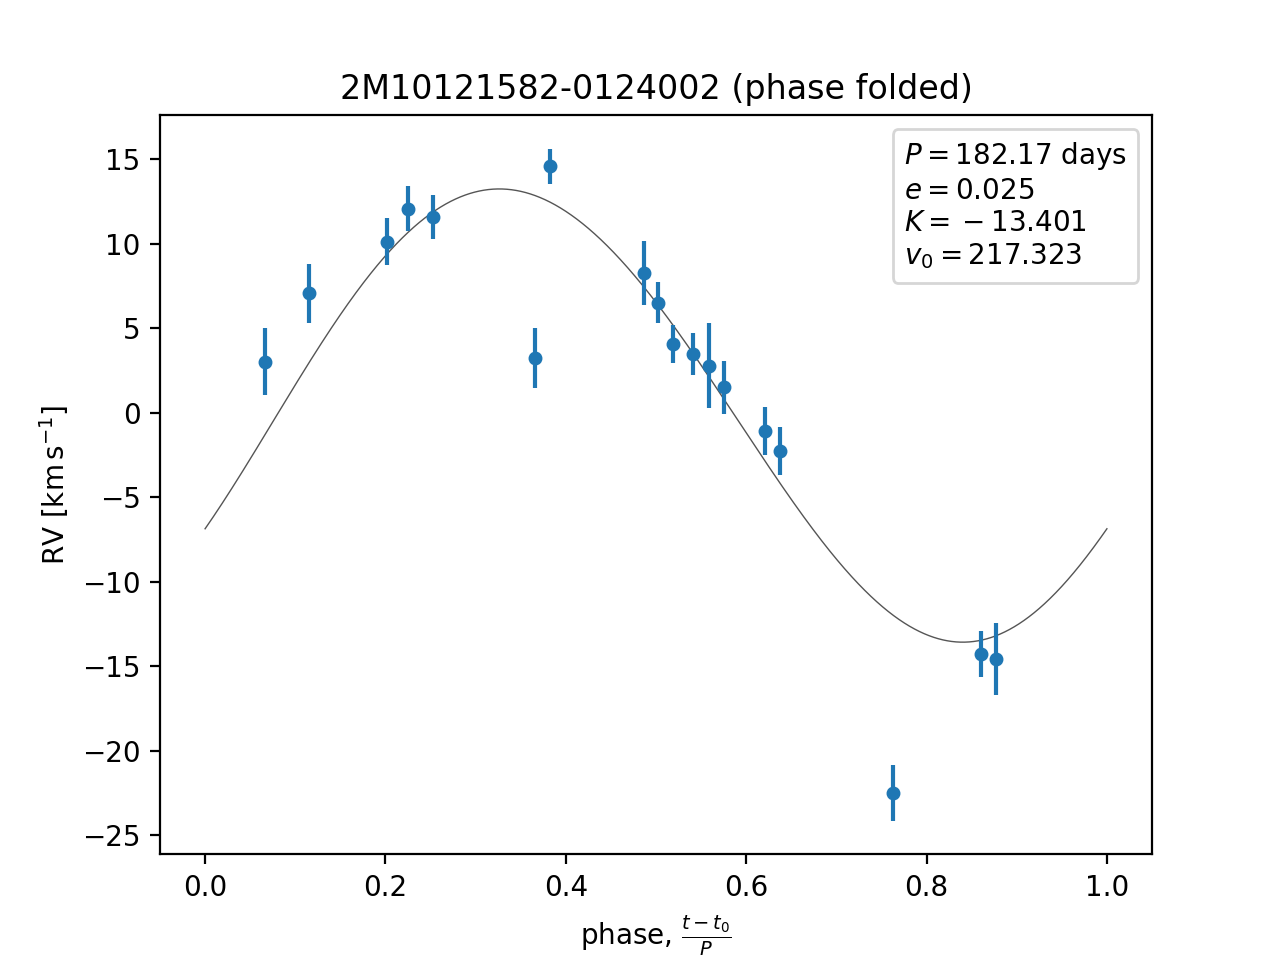 2M10121582-0124002 (phase folded)
P = 182.17 days
e = 0.025
K = −13.401
v₀ = 217.323
15
10
5
0
−5
−10
−15
−20
−25
RV [km s⁻¹]
0.0 0.2 0.4 0.6 0.8 1.0
phase, (t − t₀)/P